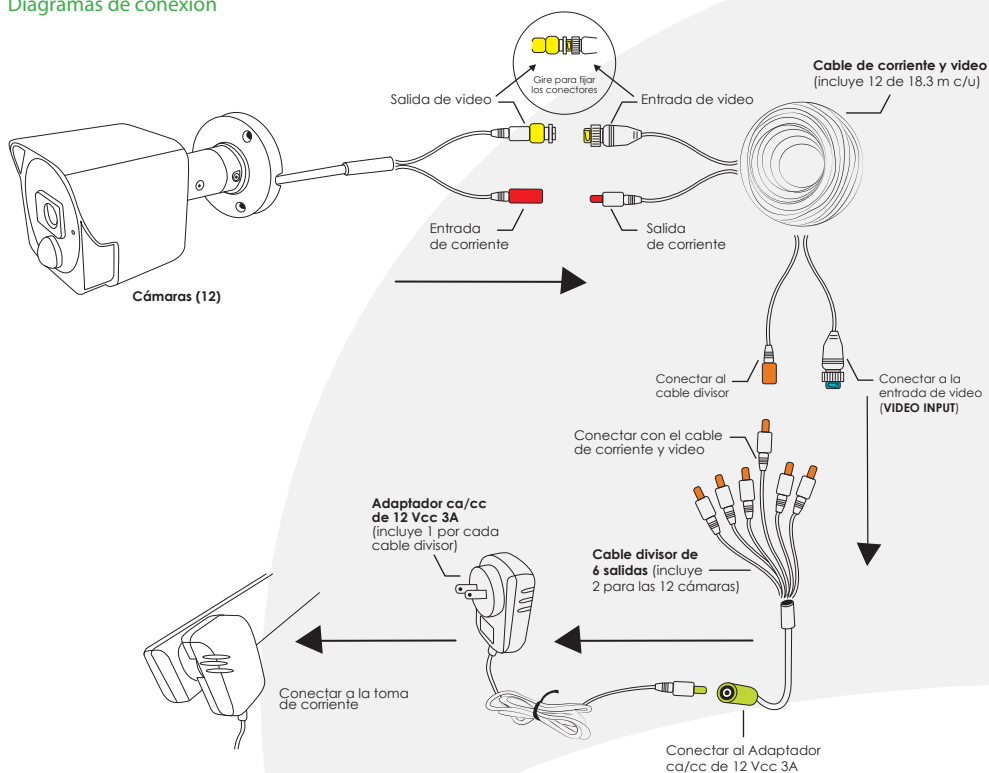 Diagramas de conexión
Gire para fijar
los conectores
Salida de video
Entrada de video
Cable de corriente y video
(incluye 12 de 18.3 m c/u)
Entrada
de corriente
Salida
de corriente
Cámaras (12)
Conectar al
cable divisor
Conectar a la
entrada de video
(VIDEO INPUT)
Conectar con el cable
de corriente y video
Adaptador ca/cc
de 12 Vcc 3A
(incluye 1 por cada
cable divisor)
Cable divisor de
6 salidas (incluye
2 para las 12 cámaras)
Conectar a la toma
de corriente
Conectar al Adaptador
ca/cc de 12 Vcc 3A